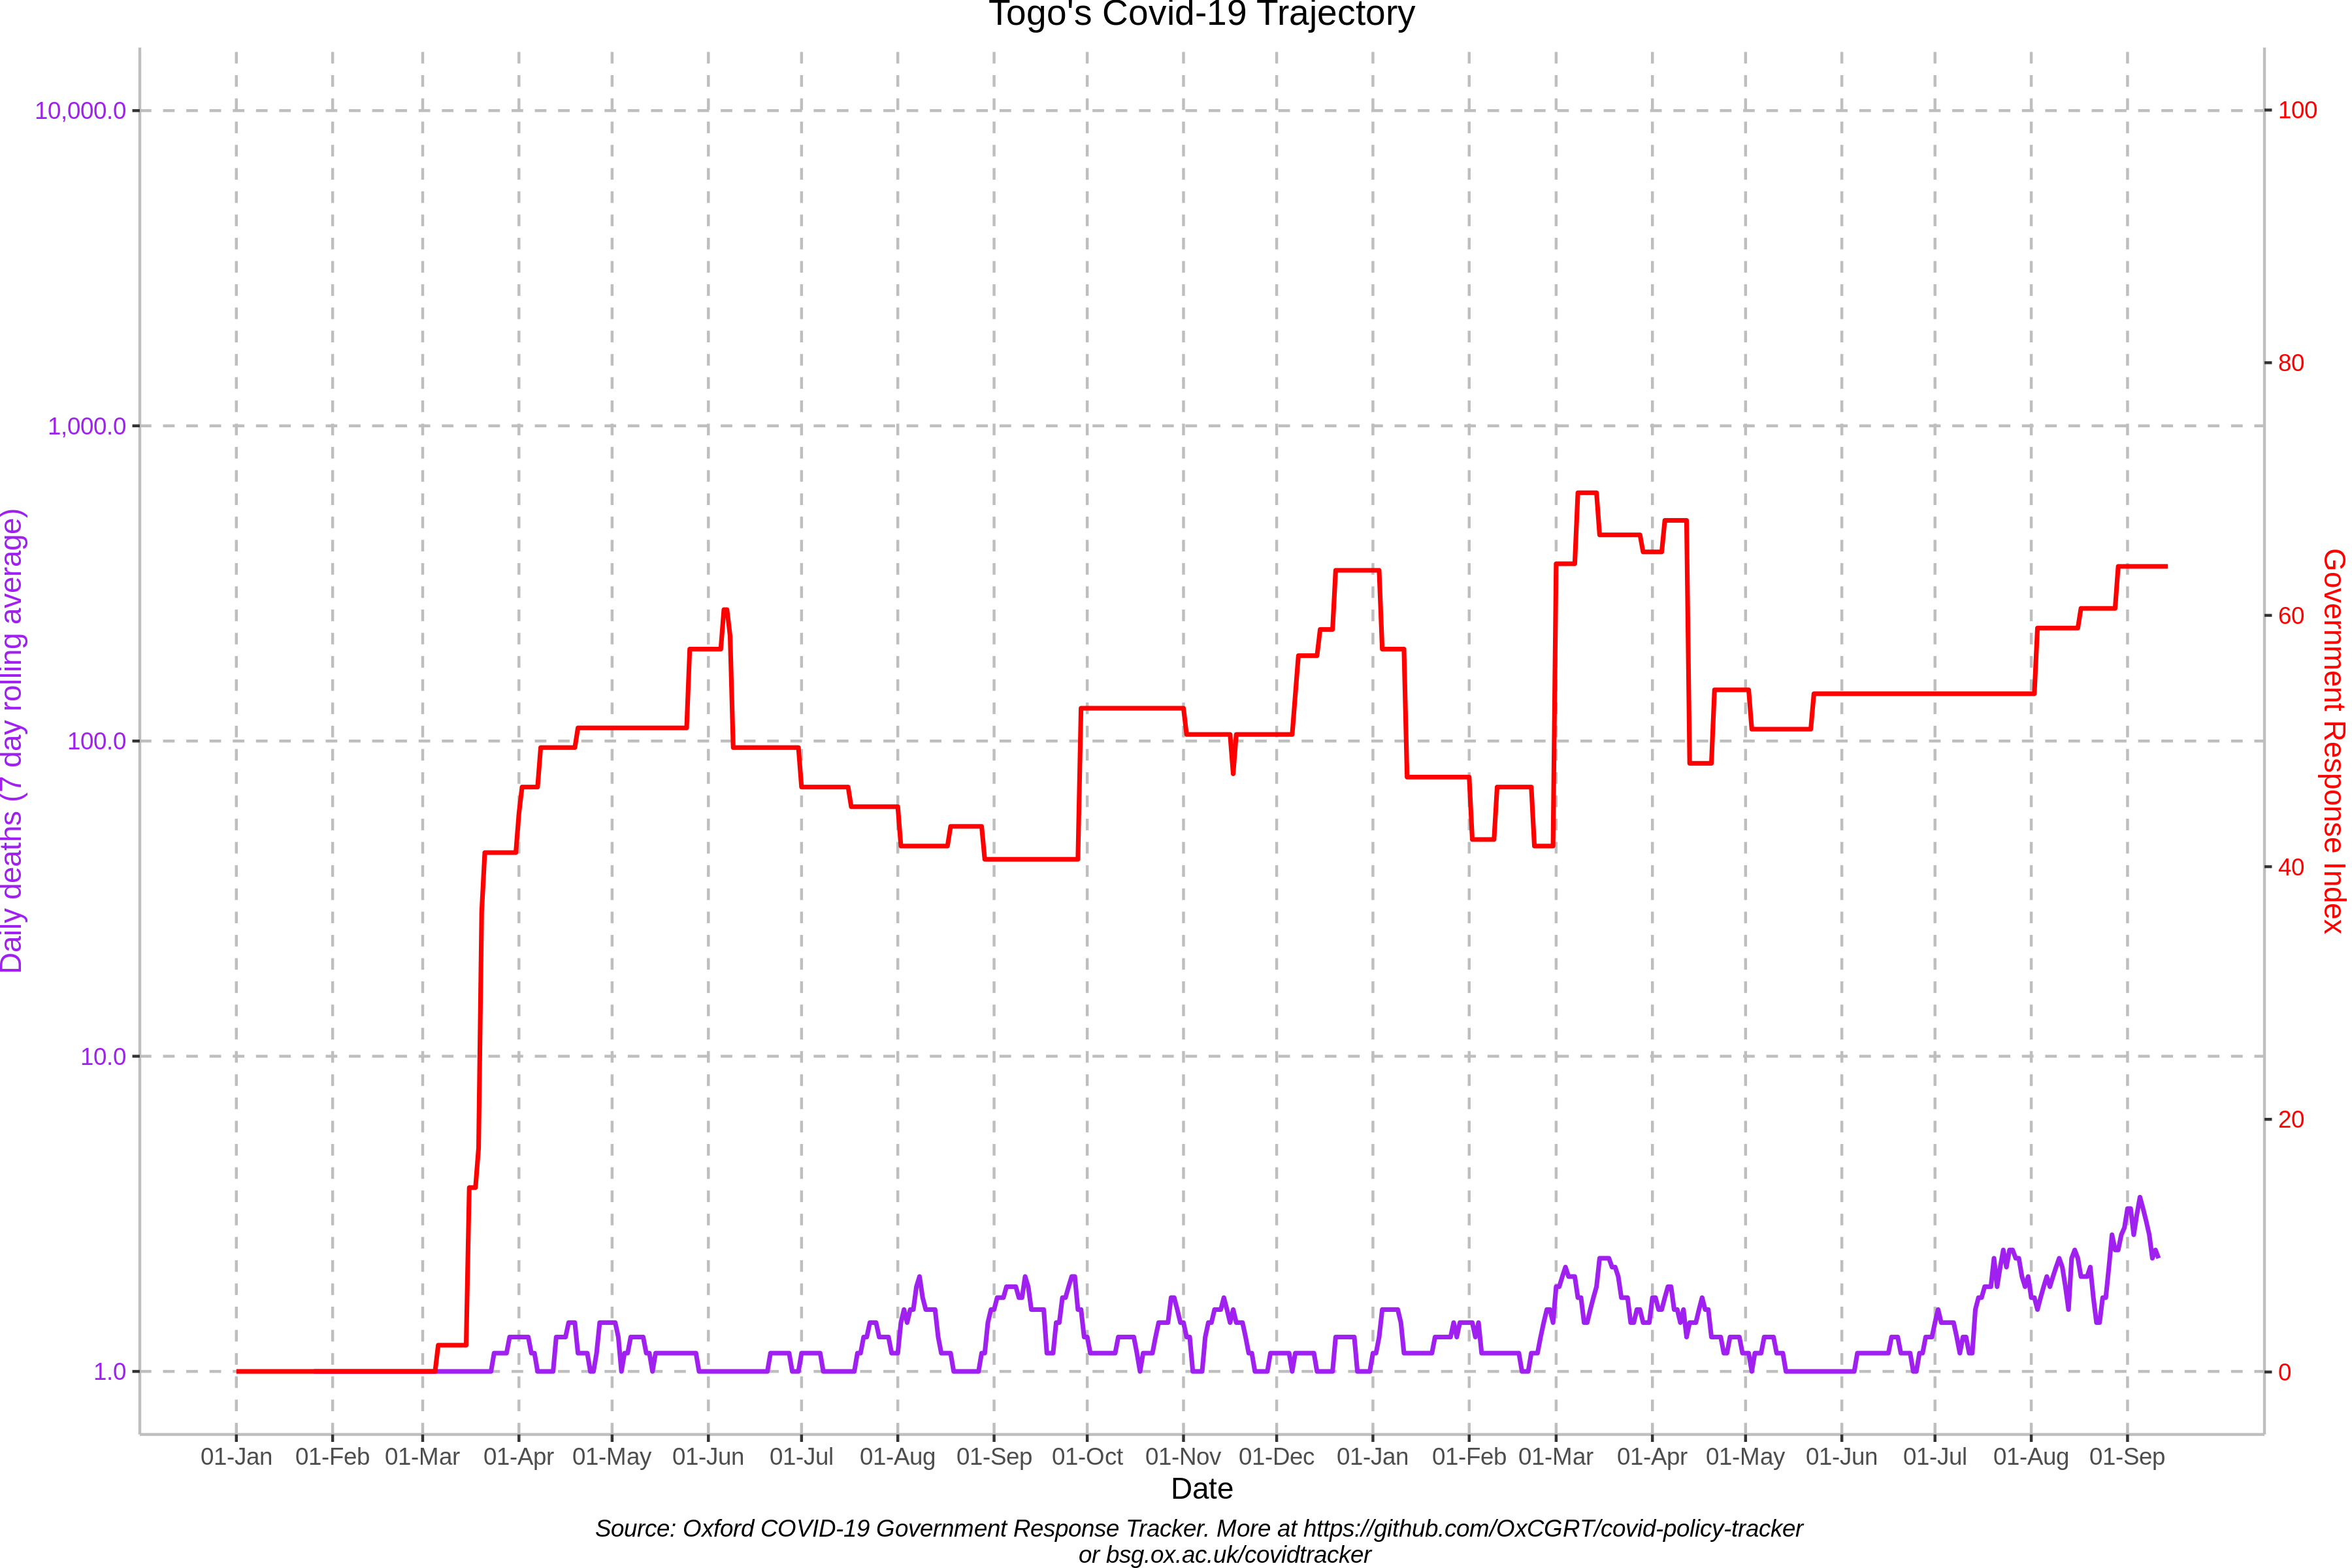 Togo's Covid-19 Trajectory
10,000.0
1,000.0
100.0
10.0
1.0
Daily deaths (7 day rolling average)
100
80
60
40
20
0
Government Response Index
01-Jan 01-Feb 01-Mar 01-Apr 01-May 01-Jun 01-Jul 01-Aug 01-Sep 01-Oct 01-Nov 01-Dec 01-Jan 01-Feb 01-Mar 01-Apr 01-May 01-Jun 01-Jul 01-Aug 01-Sep
Date
Source: Oxford COVID-19 Government Response Tracker. More at https://github.com/OxCGRT/covid-policy-tracker
or bsg.ox.ac.uk/covidtracker